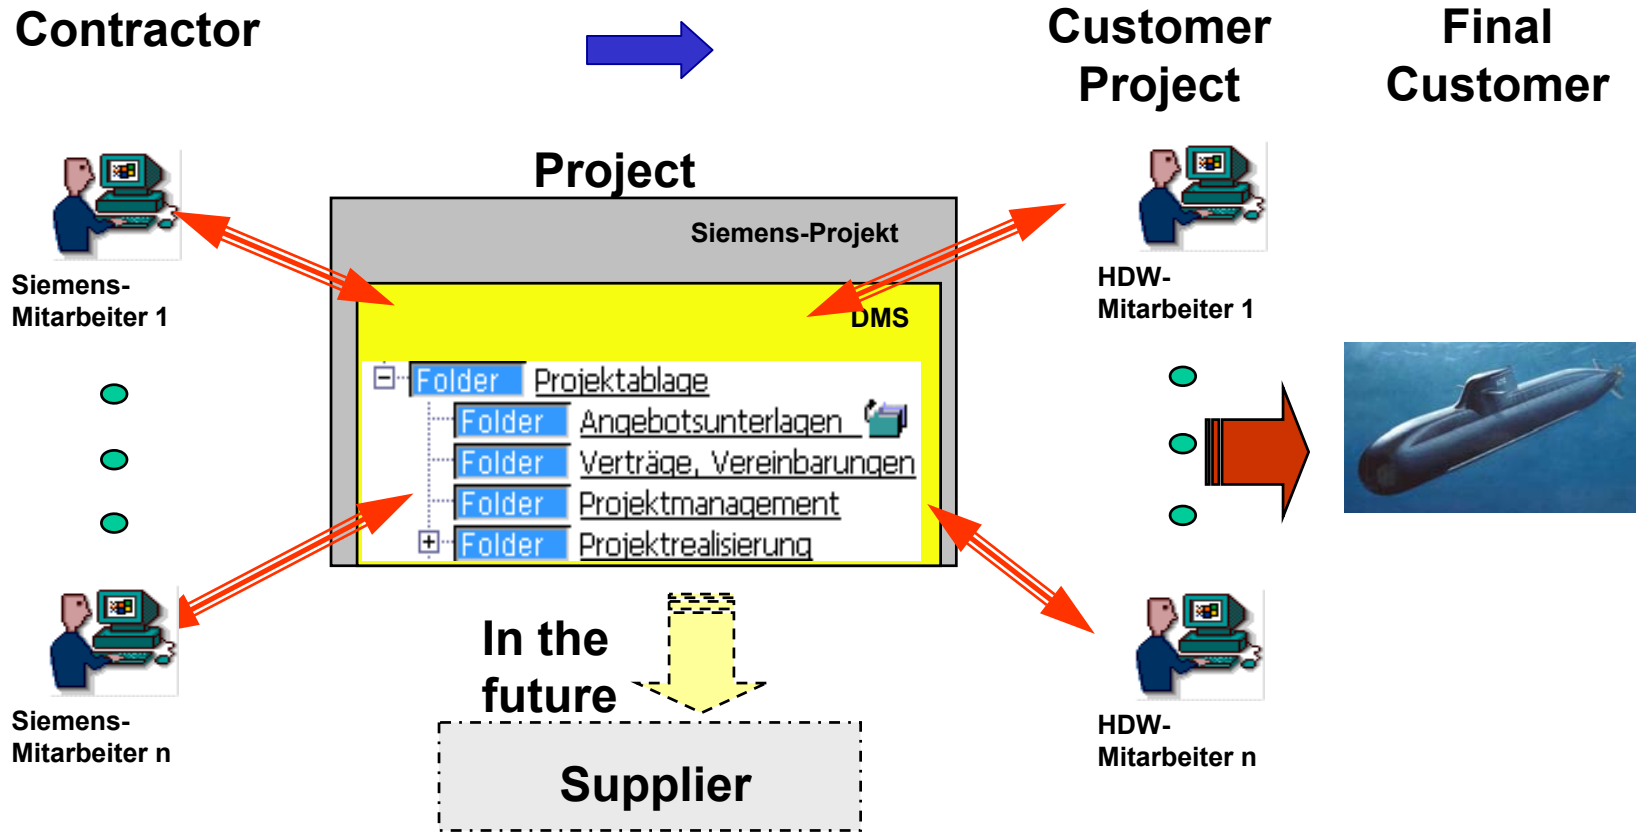 Contractor
Customer
Project
Final
Customer
Project
Siemens-Projekt
Siemens-
Mitarbeiter 1
HDW-
Mitarbeiter 1
DMS
Folder Projektablage
Folder Angebotsunterlagen
Folder Verträge, Vereinbarungen
Folder Projektmanagement
Folder Projektrealisierung
In the
future
Siemens-
Mitarbeiter n
HDW-
Mitarbeiter n
Supplier